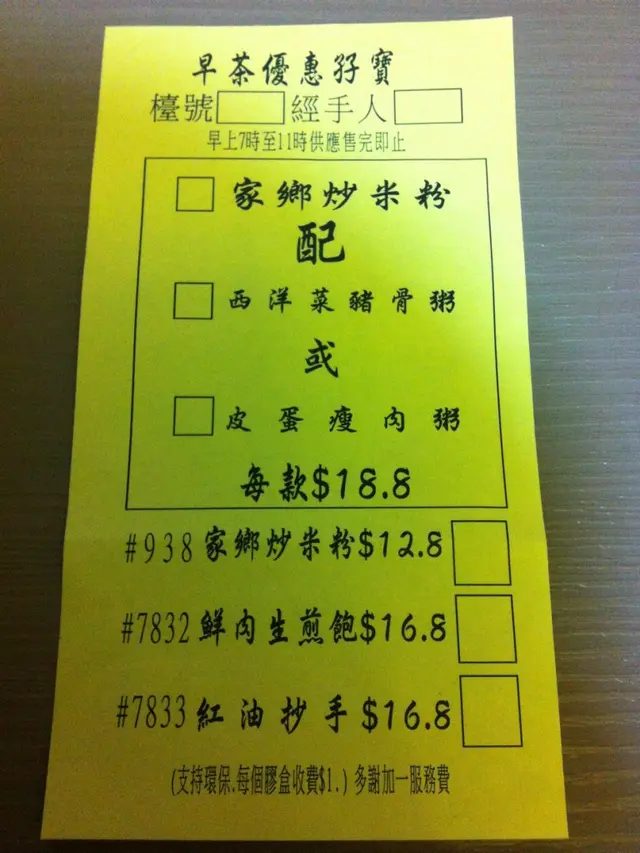 早茶優惠孖寶
檯號 經手人
早上7時至11時供應售完即止
家鄉炒米粉
配
西洋菜豬骨粥
或
皮蛋瘦肉粥
每款$18.8
#938 家鄉炒米粉$12.8
#7832 鮮肉生煎飽$16.8
#7833 紅油抄手$16.8
(支持環保.每個膠盒收費$1.) 多謝加一服務費